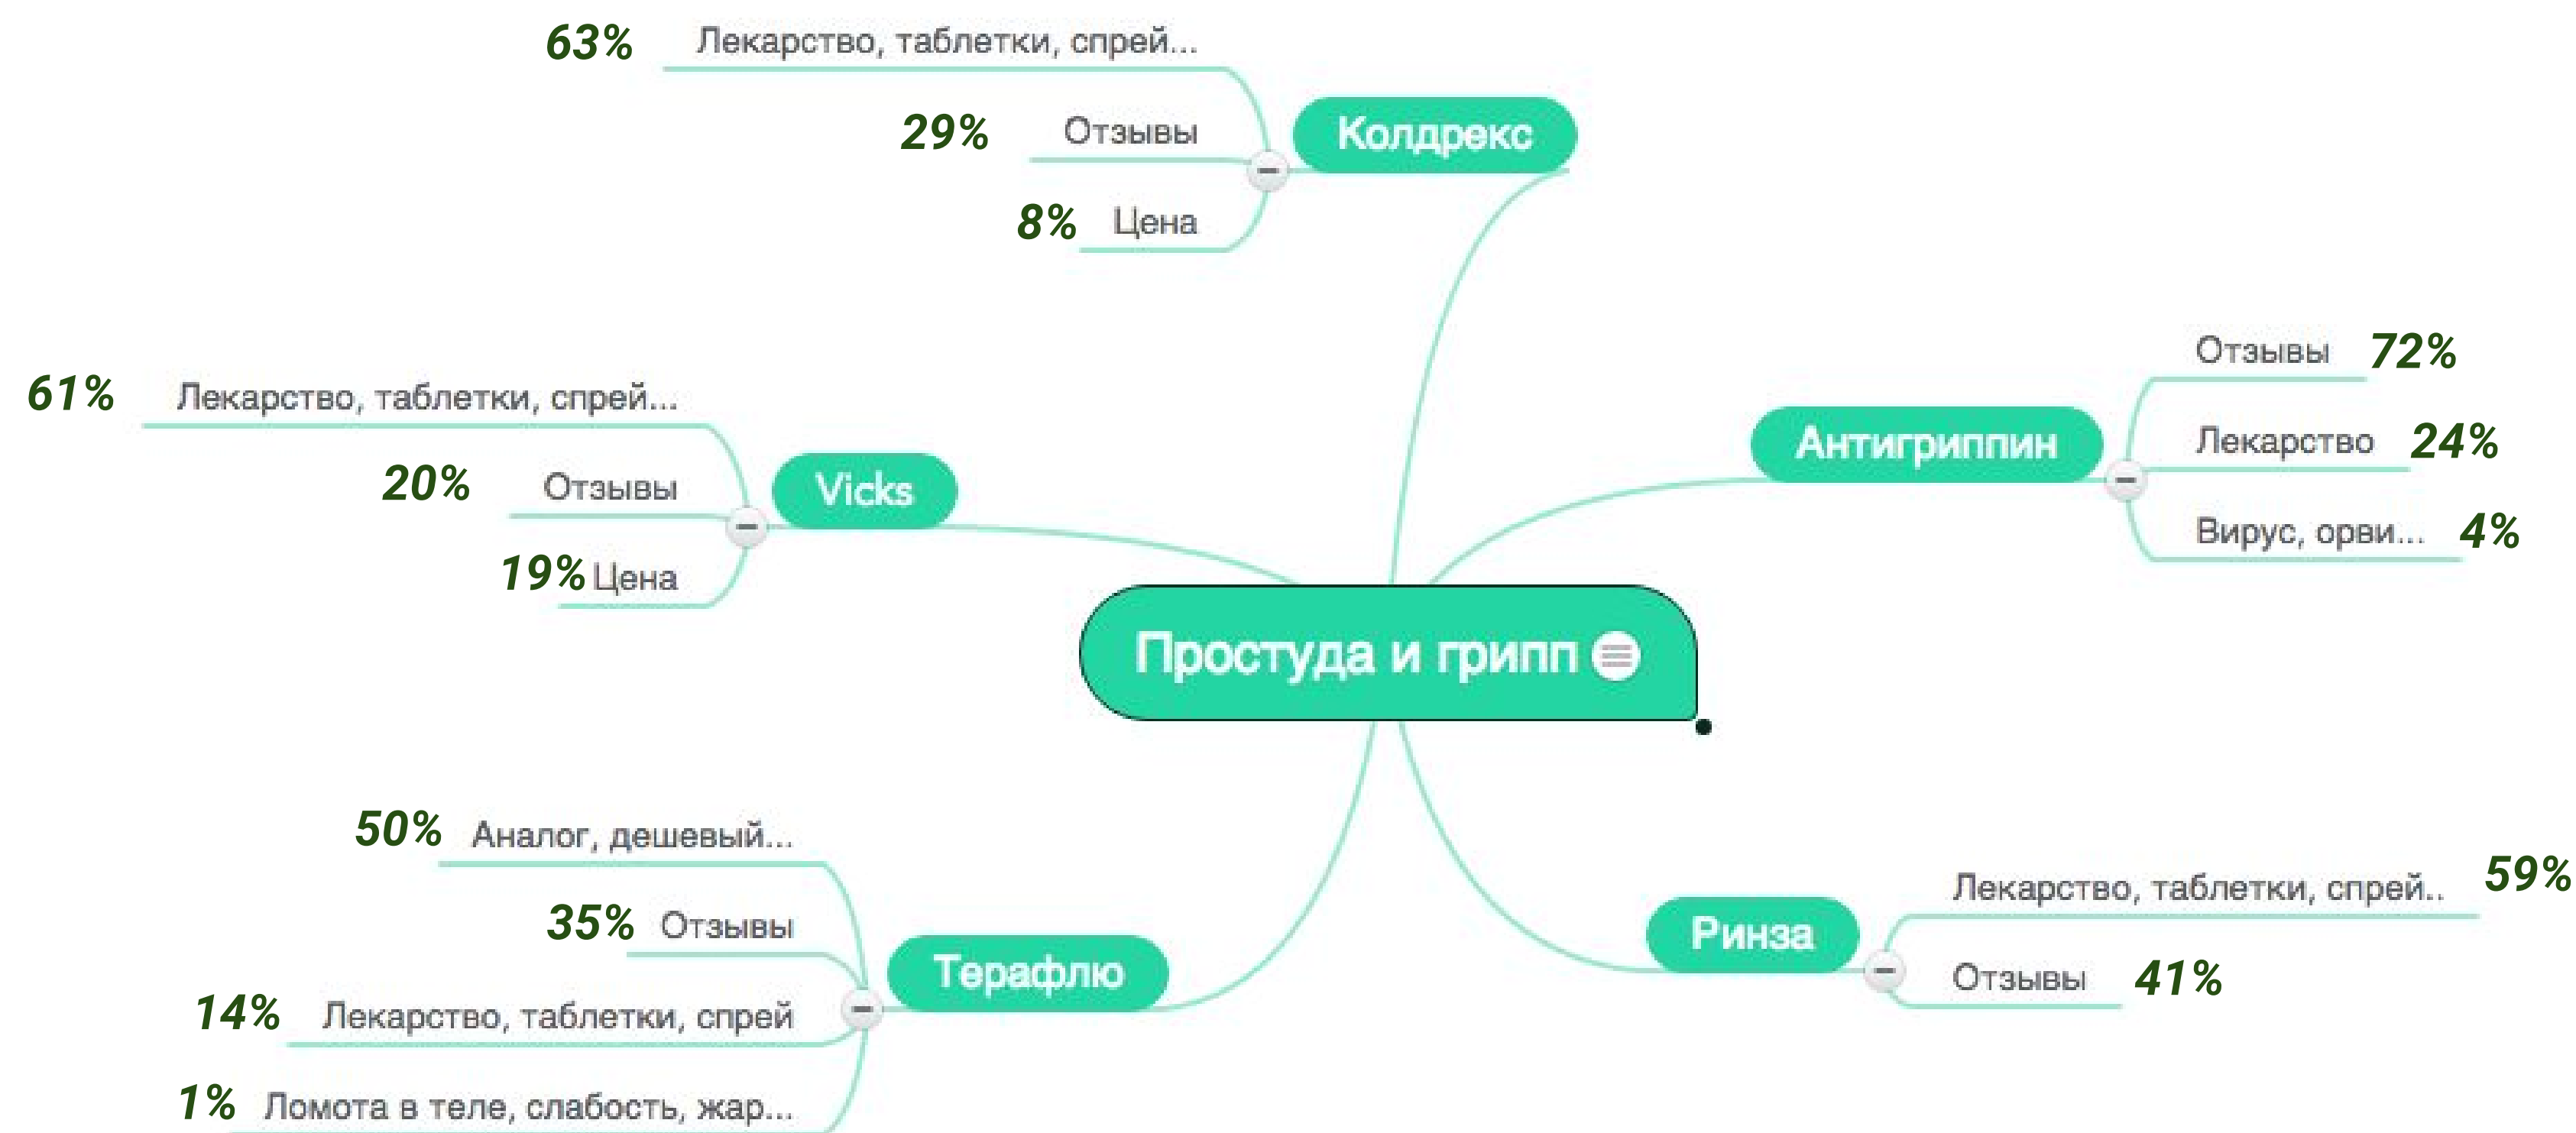 63% Лекарство, таблетки, спрей...
29% Отзывы
8% Цена
Колдрекс
61% Лекарство, таблетки, спрей...
20% Отзывы
19% Цена
Vicks
Отзывы 72%
Лекарство 24%
Вирус, орви... 4%
Антигриппин
Простуда и грипп
50% Аналог, дешевый...
35% Отзывы
14% Лекарство, таблетки, спрей
1% Ломота в теле, слабость, жар...
Терафлю
Ринза
Лекарство, таблетки, спрей.. 59%
Отзывы 41%